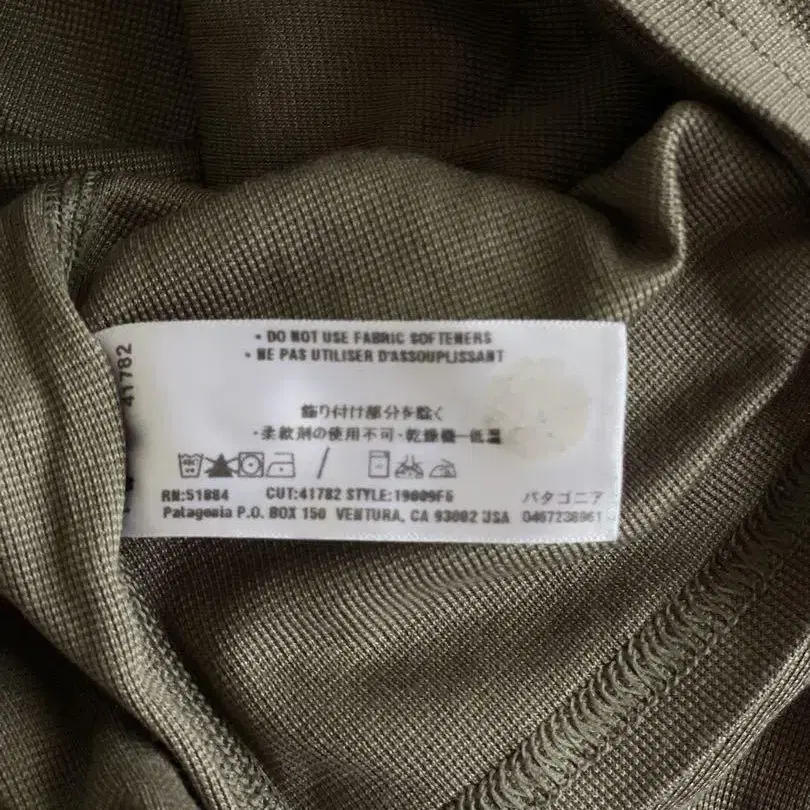 • DO NOT USE FABRIC SOFTENERS
• NE PAS UTILISER D'ASSOUPLISSANT
飾り付け部分を除く
・柔軟剤の使用不可・乾燥機―低温
41782
RN:51884 CUT:41782 STYLE:19009F6 パタゴニア
Patagonia P.O. BOX 150 VENTURA, CA 93002 USA 0467238961